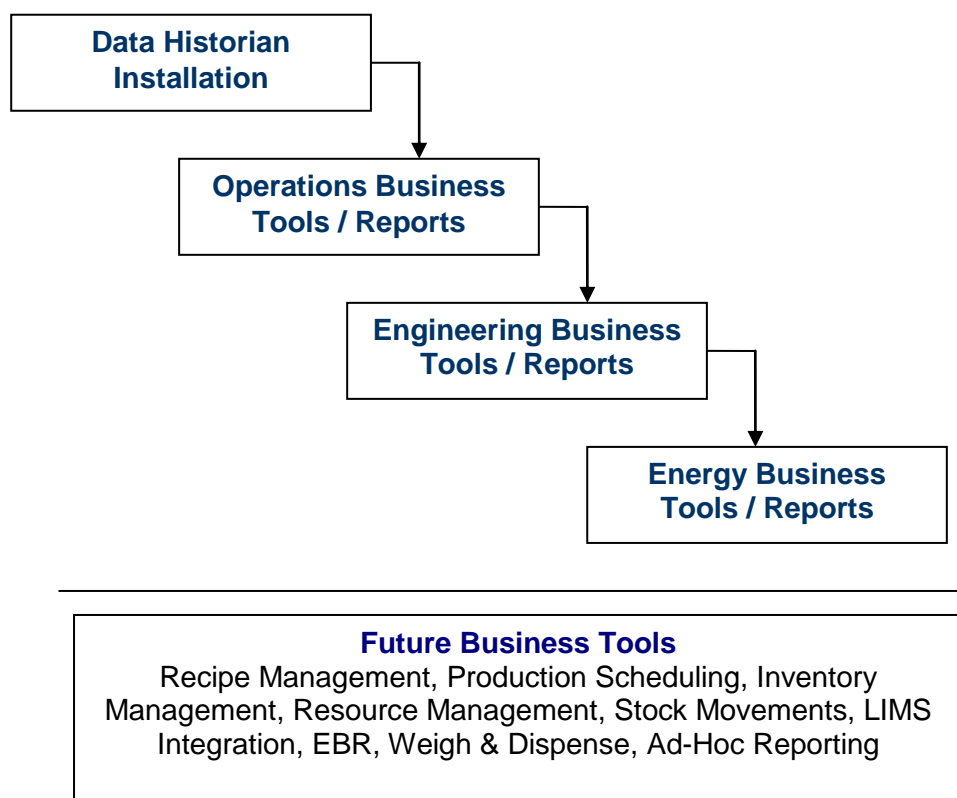 Data Historian
Installation
Operations Business
Tools / Reports
Engineering Business
Tools / Reports
Energy Business
Tools / Reports
Future Business Tools
Recipe Management, Production Scheduling, Inventory
Management, Resource Management, Stock Movements, LIMS
Integration, EBR, Weigh & Dispense, Ad-Hoc Reporting